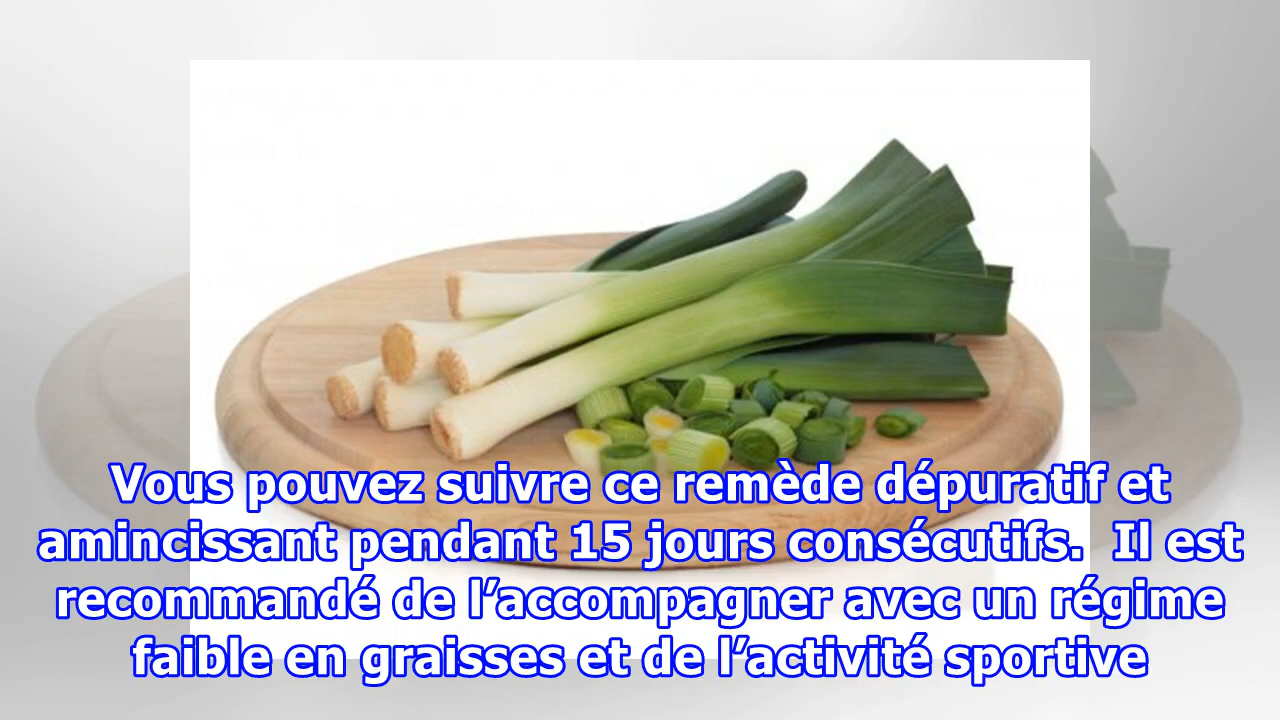 Vous pouvez suivre ce remède dépuratif et
amincissant pendant 15 jours consécutifs.  Il est
recommandé de l’accompagner avec un régime
faible en graisses et de l’activité sportive